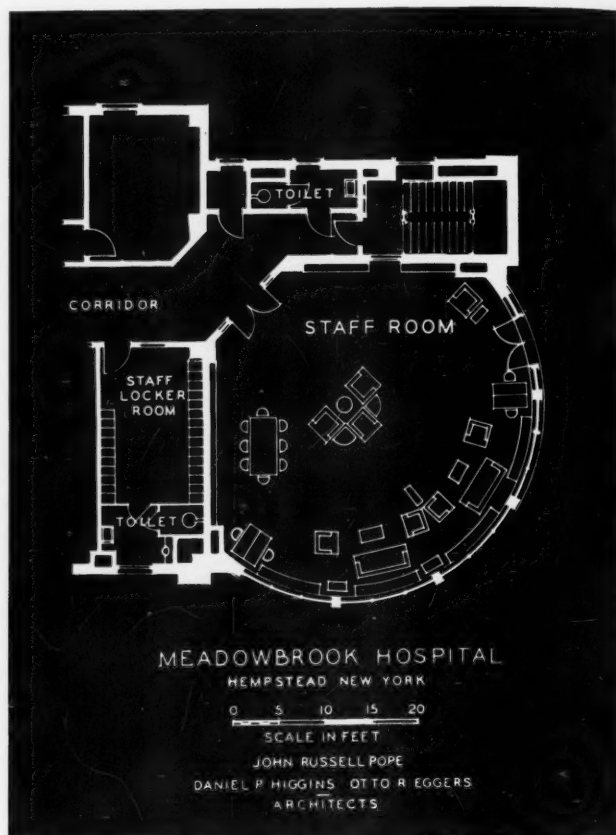 TOILET
CORRIDOR
STAFF ROOM
STAFF
LOCKER
ROOM
TOILET
MEADOWBROOK HOSPITAL
HEMPSTEAD NEW YORK
0 5 10 15 20
SCALE IN FEET
JOHN RUSSELL POPE
DANIEL P HIGGINS OTTO R EGGERS
ARCHITECTS